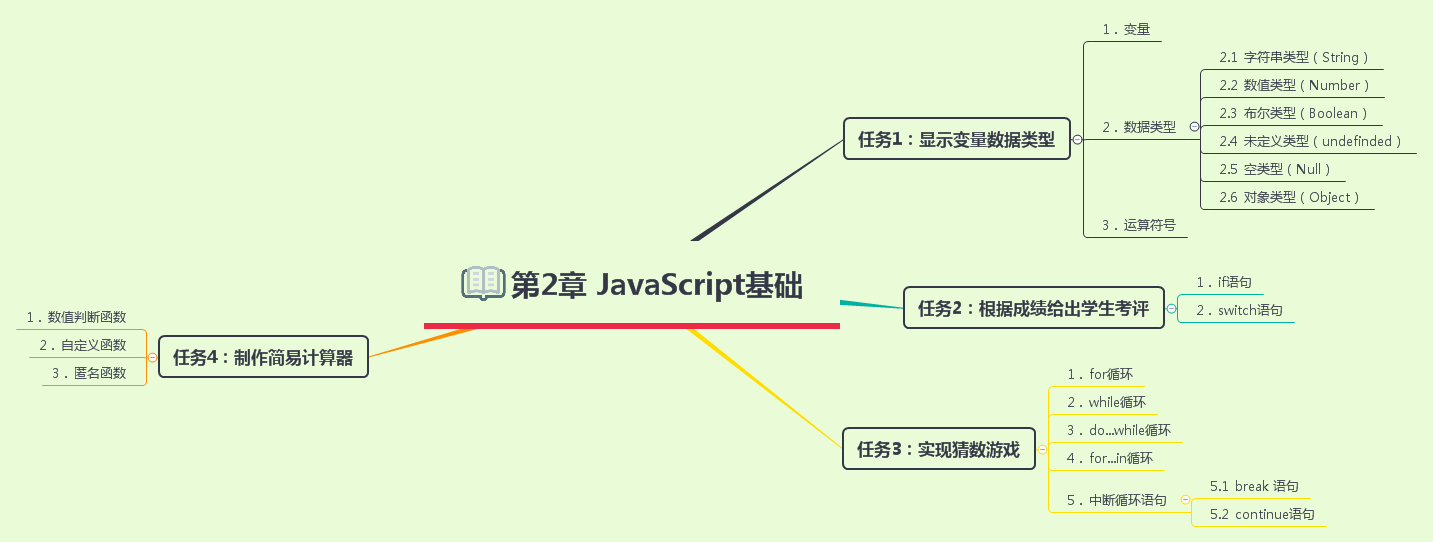 第2章 JavaScript基础
任务1：显示变量数据类型
1．变量
2．数据类型
2.1 字符串类型（String）
2.2 数值类型（Number）
2.3 布尔类型（Boolean）
2.4 未定义类型（undefinded）
2.5 空类型（Null）
2.6 对象类型（Object）
3．运算符号
任务2：根据成绩给出学生考评
1．if语句
2．switch语句
任务3：实现猜数游戏
1．for循环
2．while循环
3．do...while循环
4．for...in循环
5．中断循环语句
5.1 break 语句
5.2 continue语句
任务4：制作简易计算器
1．数值判断函数
2．自定义函数
3．匿名函数